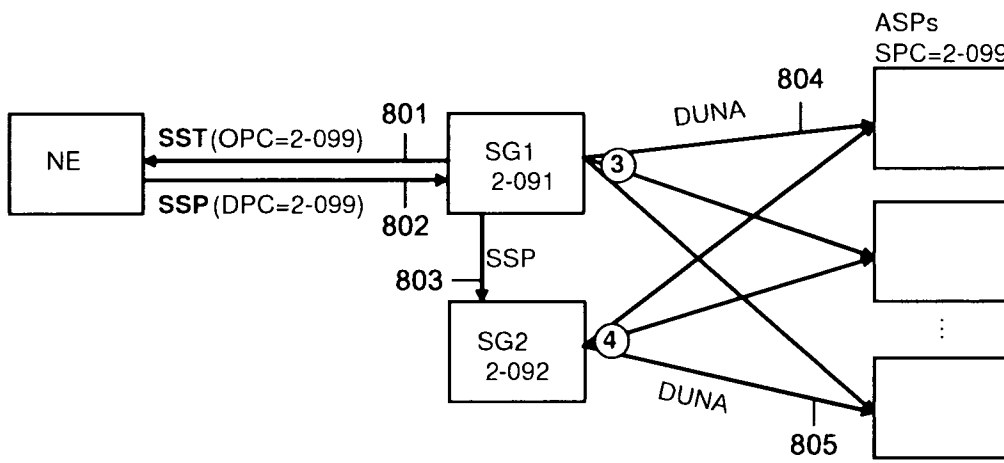 ASPs
SPC=2-099
804
DUNA
801
SST (OPC=2-099)
NE
SG1
2-091
3
SSP (DPC=2-099)
802
SSP
803
SG2
2-092
4
...
DUNA
805